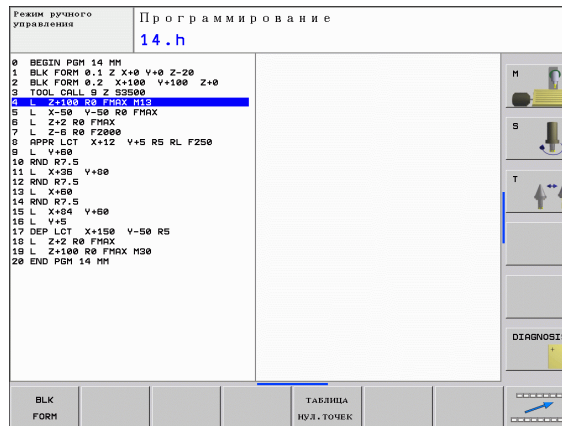 Режим ручного
управления
Программирование
14.h
0 BEGIN PGM 14 MM
1 BLK FORM 0.1 Z X+0 Y+0 Z-20
2 BLK FORM 0.2 X+100 Y+100 Z+0
3 TOOL CALL 9 Z S3500
4 L Z+100 R0 FMAX M13
5 L X-50 Y-50 R0 FMAX
6 L Z+2 R0 FMAX
7 L Z-6 R0 F2000
8 APPR LCT X+12 Y+5 R5 RL F250
9 L Y+60
10 RND R7.5
11 L X+36 Y+80
12 RND R7.5
13 L X+60
14 RND R7.5
15 L X+84 Y+60
16 L Y+5
17 DEP LCT X+150 Y-50 R5
18 L Z+2 R0 FMAX
19 L Z+100 R0 FMAX M30
20 END PGM 14 MM
M
S
T
DIAGNOSI
BLK
FORM
ТАБЛИЦА
НУЛ.ТОЧЕК